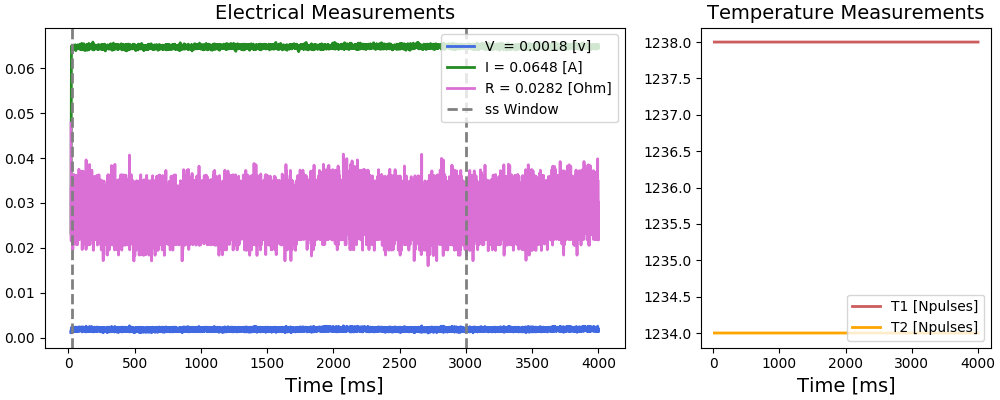 Electrical Measurements
0.06
0.05
0.04
0.03
0.02
0.01
0.00
V  = 0.0018 [v]
I = 0.0648 [A]
R = 0.0282 [Ohm]
ss Window
0 500 1000 1500 2000 2500 3000 3500 4000
Time [ms]
Temperature Measurements
1238.0
1237.5
1237.0
1236.5
1236.0
1235.5
1235.0
1234.5
1234.0
T1 [Npulses]
T2 [Npulses]
0 1000 2000 3000 4000
Time [ms]